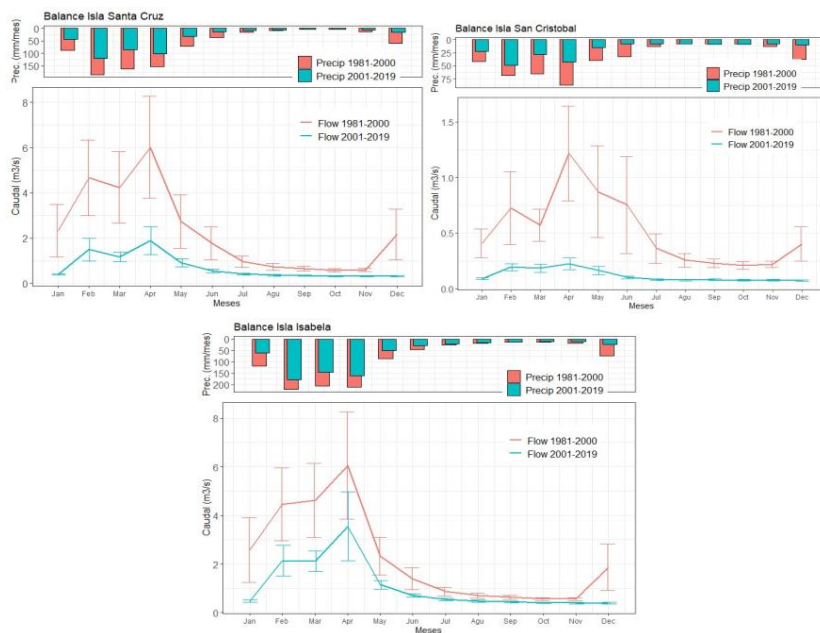 Balance Isla Santa Cruz
Prec. (mm/mes)
0
50
100
150
Precip 1981-2000
Precip 2001-2019
Caudal (m3/s)
8
6
4
2
0
Flow 1981-2000
Flow 2001-2019
Jan Feb Mar Apr May Jun Jul Agu Sep Oct Nov Dec
Meses
Balance Isla San Cristobal
Prec. (mm/mes)
0
25
50
75
Precip 1981-2000
Precip 2001-2019
Caudal (m3/s)
1.5
1.0
0.5
0.0
Flow 1981-2000
Flow 2001-2019
Jan Feb Mar Apr May Jun Jul Agu Sep Oct Nov Dec
Meses
Balance Isla Isabela
Prec. (mm/mes)
0
50
100
150
200
Precip 1981-2000
Precip 2001-2019
Caudal (m3/s)
8
6
4
2
0
Flow 1981-2000
Flow 2001-2019
Jan Feb Mar Apr May Jun Jul Agu Sep Oct Nov Dec
Meses